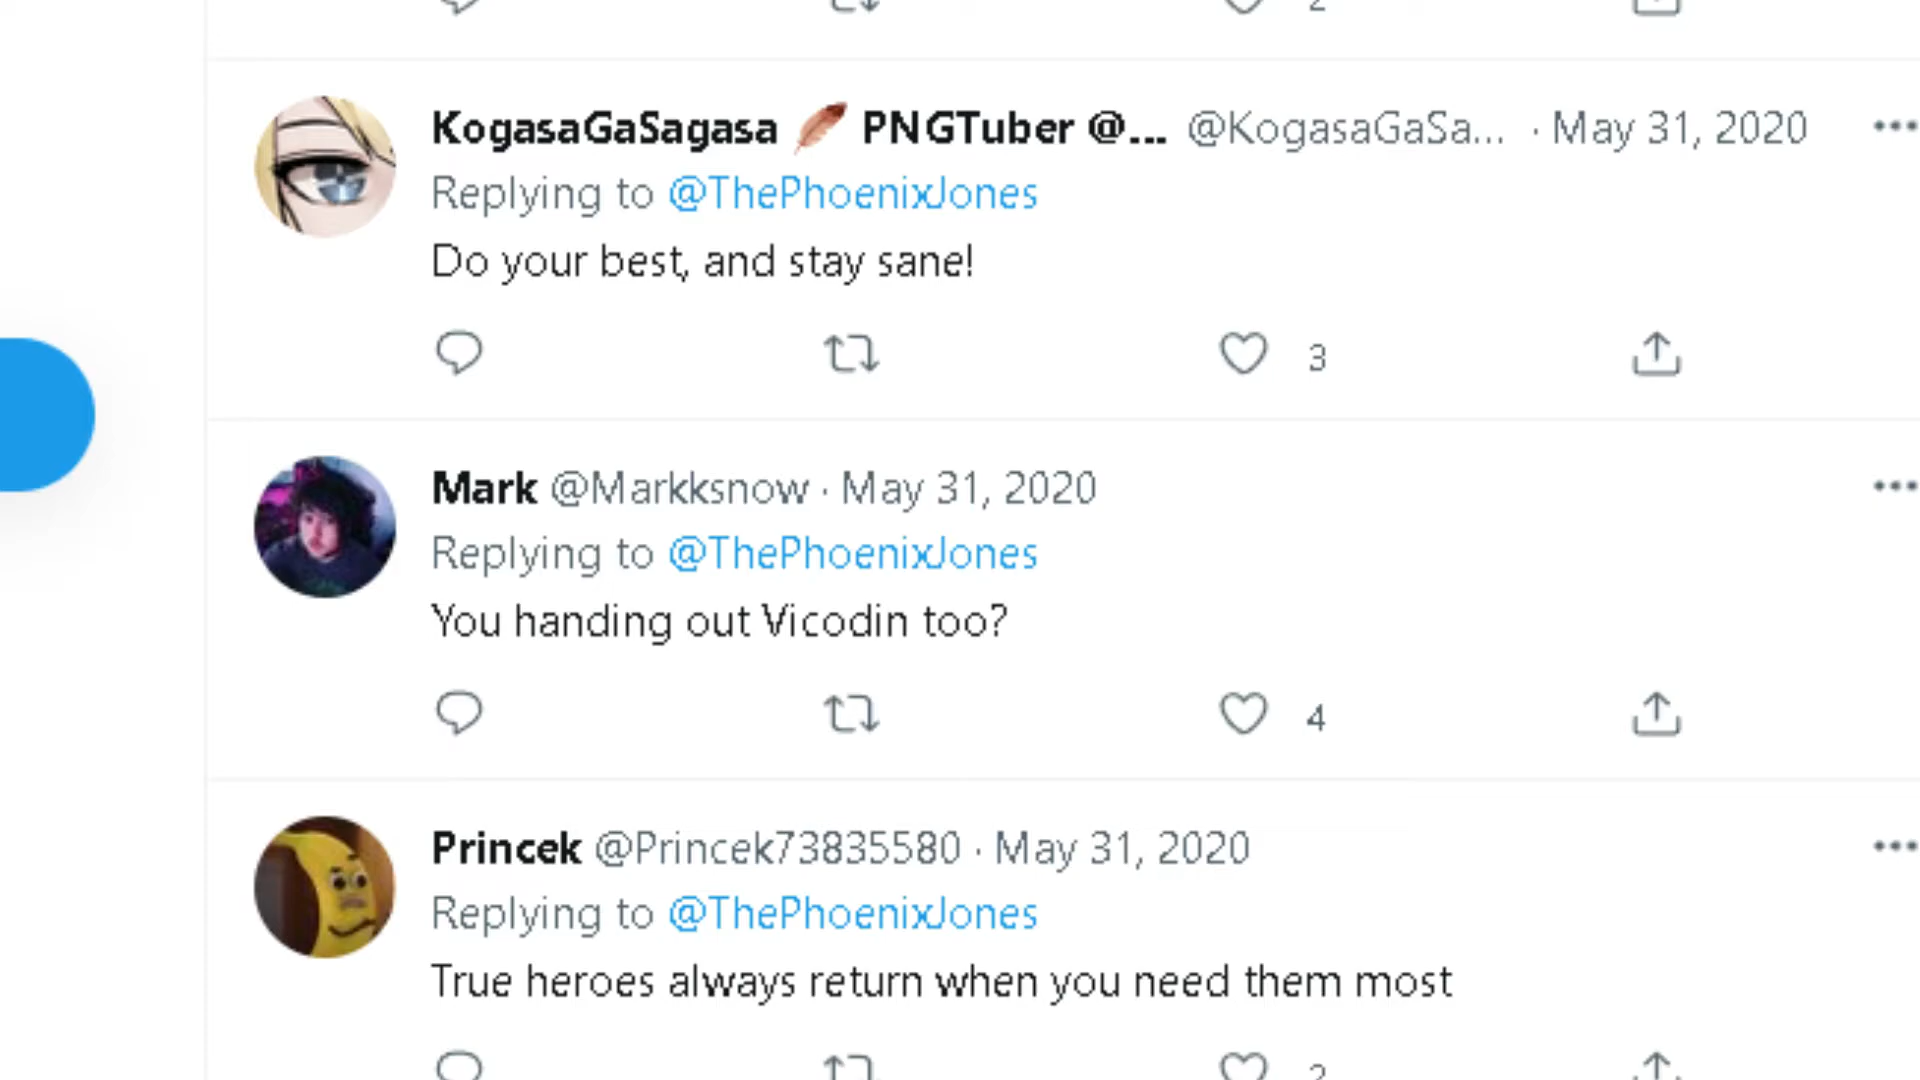 2
KogasaGaSagasa 🪶 PNGTuber @... @KogasaGaSa... · May 31, 2020
Replying to @ThePhoenixJones
Do your best, and stay sane!
3
Mark @Markksnow · May 31, 2020
Replying to @ThePhoenixJones
You handing out Vicodin too?
4
Princek @Princek73835580 · May 31, 2020
Replying to @ThePhoenixJones
True heroes always return when you need them most
2